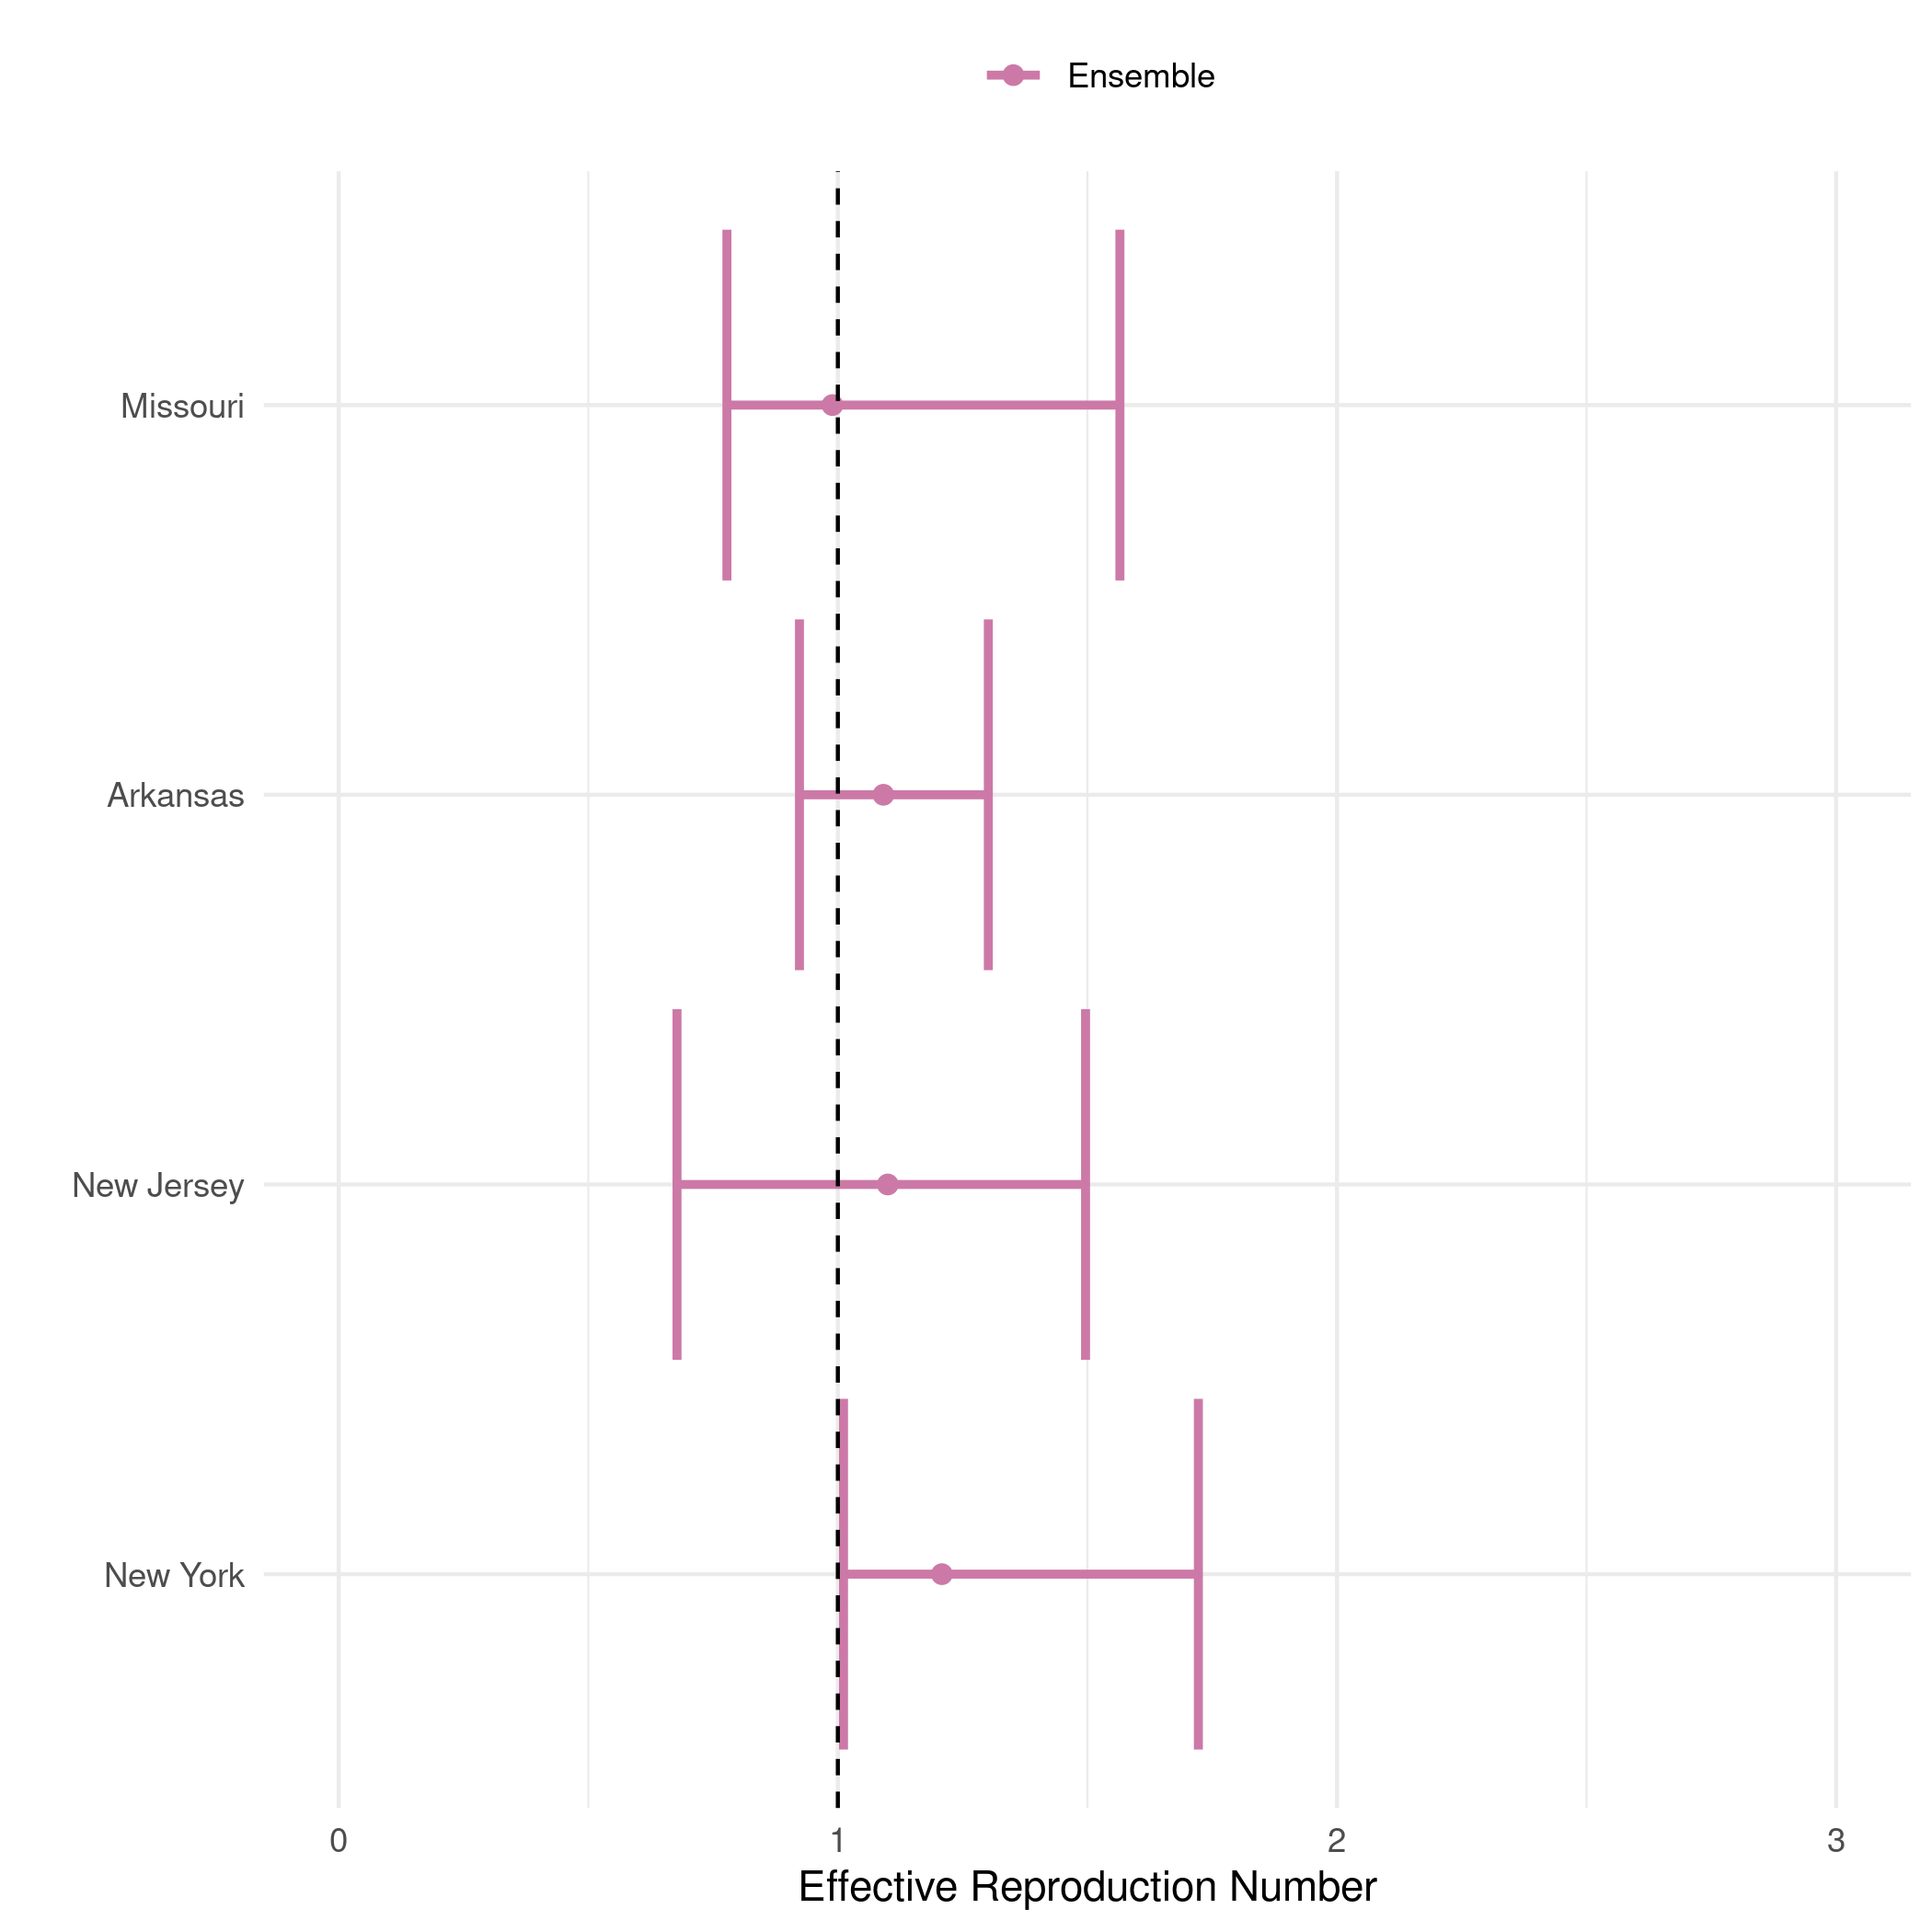 Ensemble
Missouri
Arkansas
New Jersey
New York
0 1 2 3
Effective Reproduction Number